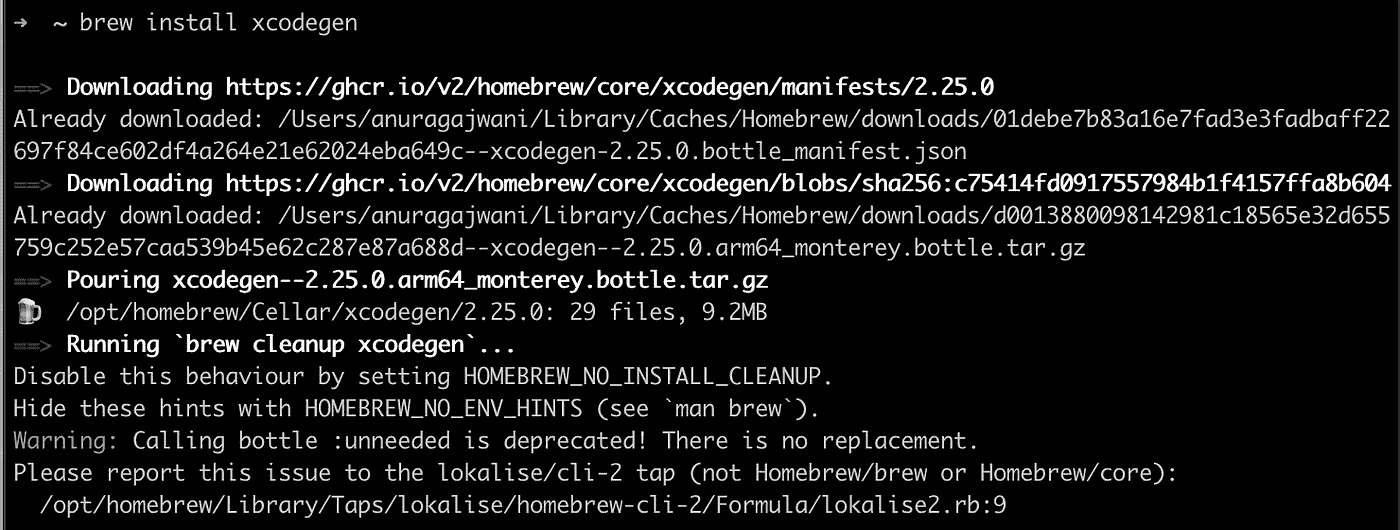 → ~ brew install xcodegen
==> Downloading https://ghcr.io/v2/homebrew/core/xcodegen/manifests/2.25.0
Already downloaded: /Users/anuragajwani/Library/Caches/Homebrew/downloads/01debe7b83a16e7fad3e3fadbaff22
697f84ce602df4a264e21e62024eba649c--xcodegen-2.25.0.bottle_manifest.json
==> Downloading https://ghcr.io/v2/homebrew/core/xcodegen/blobs/sha256:c75414fd0917557984b1f4157ffa8b604
Already downloaded: /Users/anuragajwani/Library/Caches/Homebrew/downloads/d0013880098142981c18565e32d655
759c252e57caa539b45e62c287e87a688d--xcodegen--2.25.0.arm64_monterey.bottle.tar.gz
==> Pouring xcodegen--2.25.0.arm64_monterey.bottle.tar.gz
🍺 /opt/homebrew/Cellar/xcodegen/2.25.0: 29 files, 9.2MB
==> Running `brew cleanup xcodegen`...
Disable this behaviour by setting HOMEBREW_NO_INSTALL_CLEANUP.
Hide these hints with HOMEBREW_NO_ENV_HINTS (see `man brew`).
Warning: Calling bottle :unneeded is deprecated! There is no replacement.
Please report this issue to the lokalise/cli-2 tap (not Homebrew/brew or Homebrew/core):
/opt/homebrew/Library/Taps/lokalise/homebrew-cli-2/Formula/lokalise2.rb:9